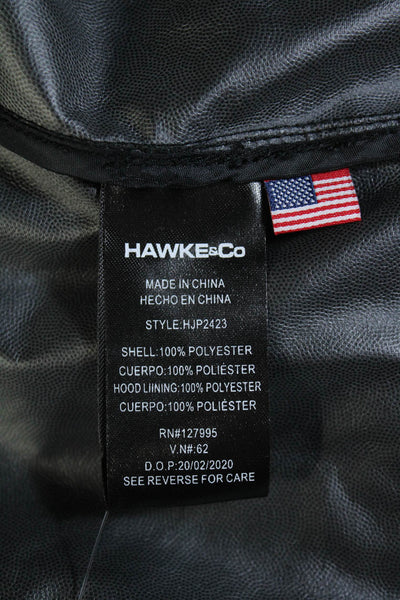 HAWKE&Co
MADE IN CHINA
HECHO EN CHINA
STYLE:HJP2423
SHELL:100% POLYESTER
CUERPO:100% POLIÉSTER
HOOD LIINING:100% POLYESTER
CUERPO:100% POLIÉSTER
RN#127995
V.N#:62
D.O.P:20/02/2020
SEE REVERSE FOR CARE